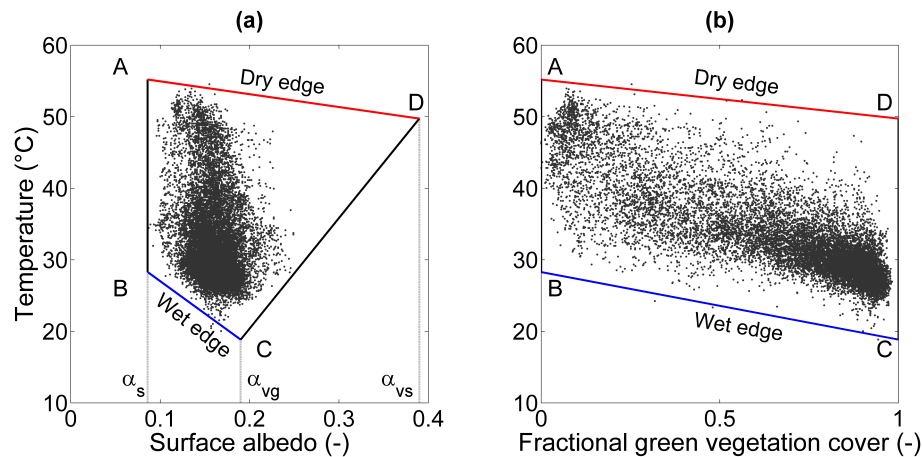 (a)
(b)
60
50
40
30
20
10
Temperature (°C)
A
Dry edge
D
B
Wet edge
C
αs
αvg
αvs
0
0.1
0.2
0.3
0.4
Surface albedo (-)
60
50
40
30
20
10
A
Dry edge
D
B
Wet edge
C
0
0.5
1
Fractional green vegetation cover (-)